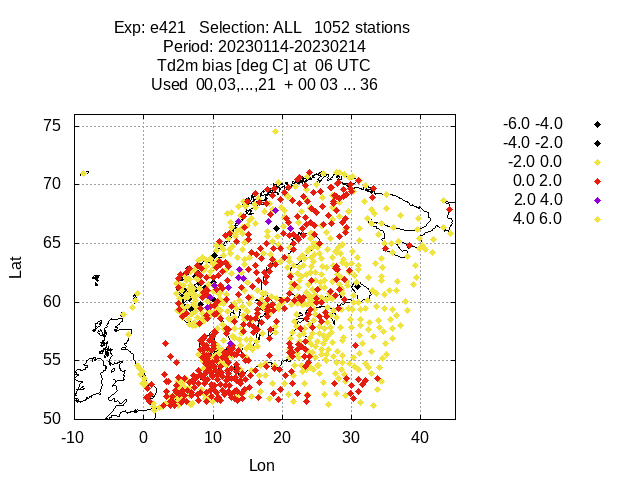 Exp: e421 Selection: ALL 1052 stations
Period: 20230114-20230214
Td2m bias [deg C] at 06 UTC
Used 00,03,...,21 + 00 03 ... 36
-6.0 -4.0
-4.0 -2.0
-2.0 0.0
0.0 2.0
2.0 4.0
4.0 6.0
75
70
65
60
55
50
Lat
-10 0 10 20 30 40
Lon